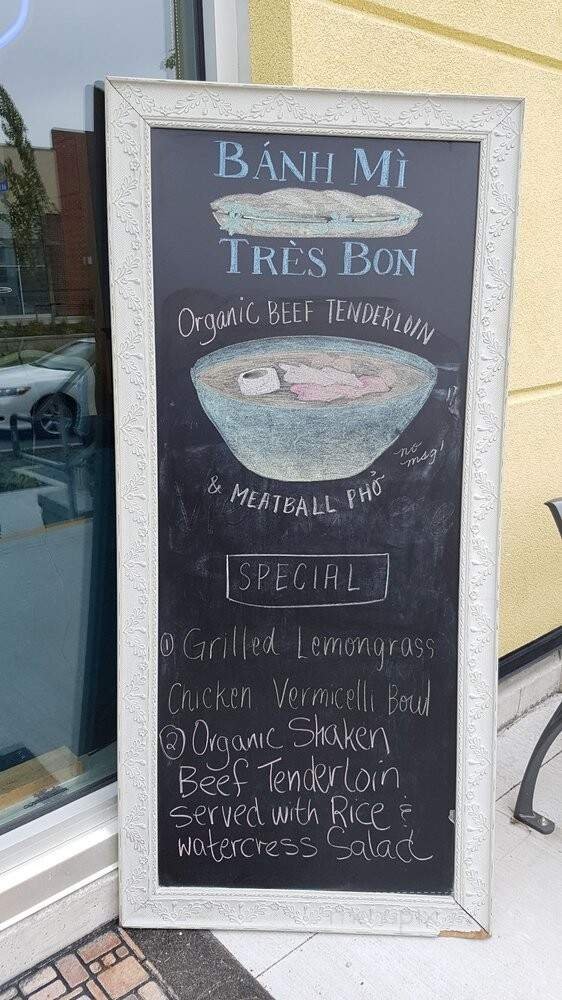 BÁNH MÌ
TRÈS BON
Organic BEEF TENDERLOIN
no
msg!
& MEATBALL PHỞ
SPECIAL
① Grilled Lemongrass
Chicken Vermicelli Bowl
② Organic Shaken
Beef Tenderloin
served with Rice &
watercress Salad